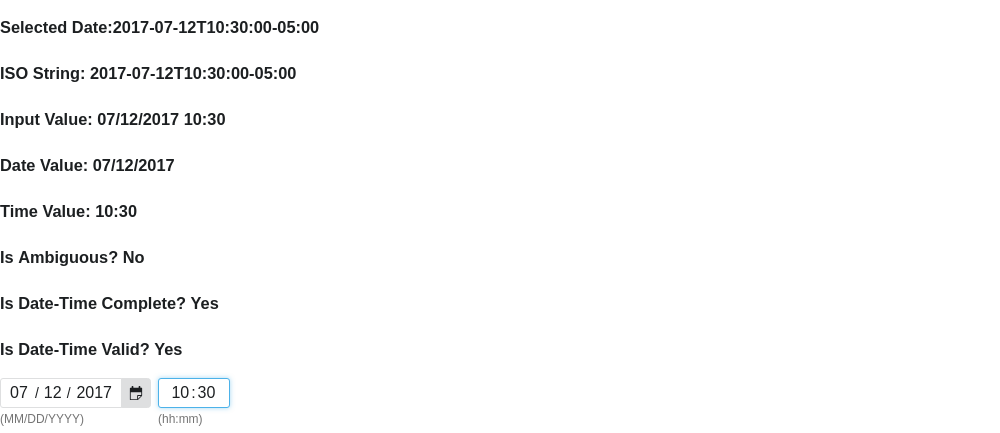 Selected Date:2017-07-12T10:30:00-05:00
ISO String: 2017-07-12T10:30:00-05:00
Input Value: 07/12/2017 10:30
Date Value: 07/12/2017
Time Value: 10:30
Is Ambiguous? No
Is Date-Time Complete? Yes
Is Date-Time Valid? Yes
07 / 12 / 2017 10:30
(MM/DD/YYYY) (hh:mm)